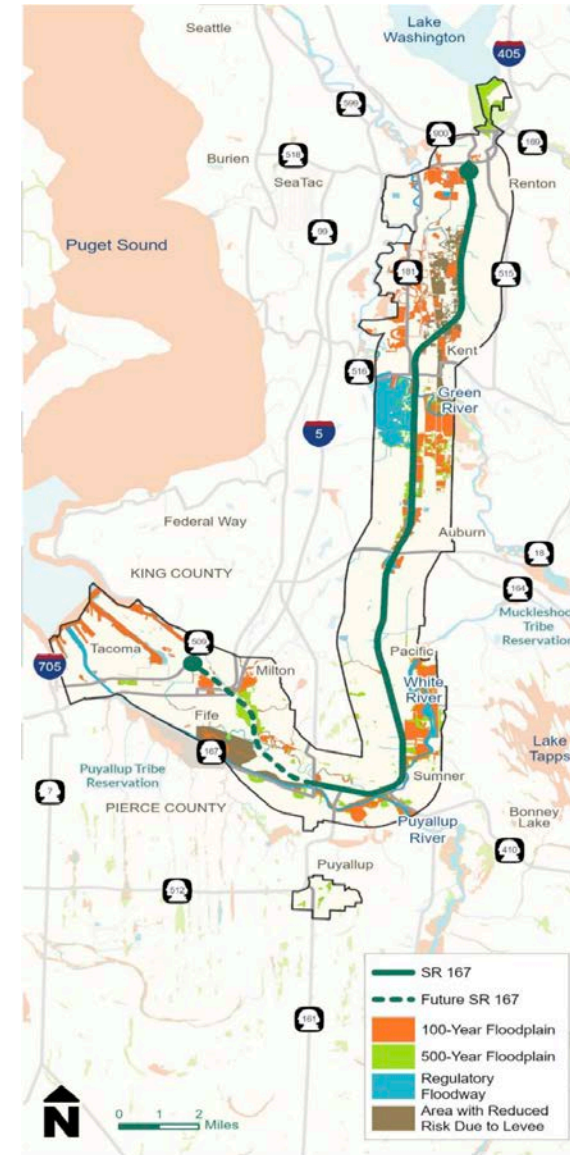 Lake
Washington
Seattle
405
599
900
169
Burien
518
SeaTac
Renton
99
Puget Sound
181
515
Kent
516
Green
River
5
Federal Way
Auburn
18
KING COUNTY
164
Muckleshoot
Tribe
Reservation
509
Pacific
Tacoma
705
Milton
White
River
Fife
167
Lake
Tapps
Puyallup Tribe
Reservation
Sumner
7
PIERCE COUNTY
Bonney
Lake
Puyallup
River
410
Puyallup
512
161
SR 167
Future SR 167
100-Year Floodplain
500-Year Floodplain
Regulatory
Floodway
Area with Reduced
Risk Due to Levee
N
0 1 2
Miles